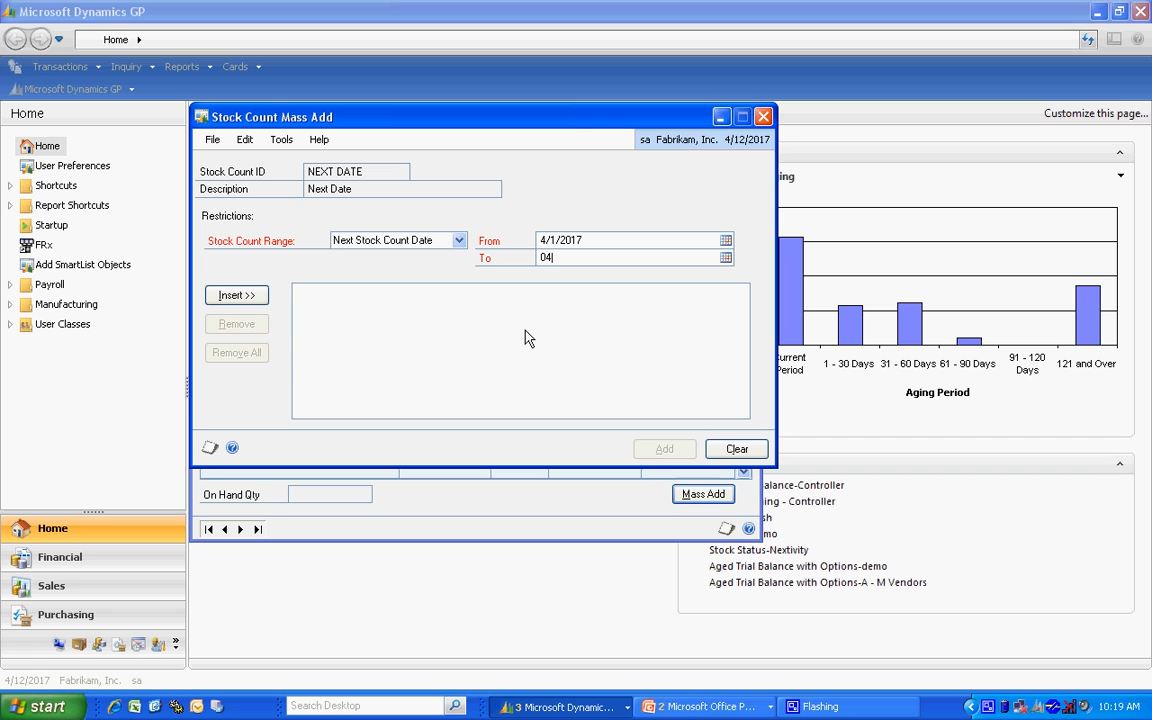 Microsoft Dynamics GP
Home
Transactions Inquiry Reports Cards
Microsoft Dynamics GP
Home
Customize this page...
Home
User Preferences
Shortcuts
Report Shortcuts
Startup
FRx
Add SmartList Objects
Payroll
Manufacturing
User Classes
Stock Count Mass Add
File Edit Tools Help
sa Fabrikam, Inc. 4/12/2017
Stock Count ID NEXT DATE
Description Next Date
Restrictions:
Stock Count Range: Next Stock Count Date From 4/1/2017
To 04
Insert >>
Remove
Remove All
Add Clear
On Hand Qty
Mass Add
ing
urrent Period
1 - 30 Days
31 - 60 Days
61 - 90 Days
91 - 120 Days
121 and Over
Aging Period
alance-Controller
ing - Controller
sh
mo
Stock Status-Nextivity
Aged Trial Balance with Options-demo
Aged Trial Balance with Options-A - M Vendors
Home
Financial
Sales
Purchasing
4/12/2017 Fabrikam, Inc. sa
start
Search Desktop
3 Microsoft Dynamic...
2 Microsoft Office P...
Flashing
10:19 AM